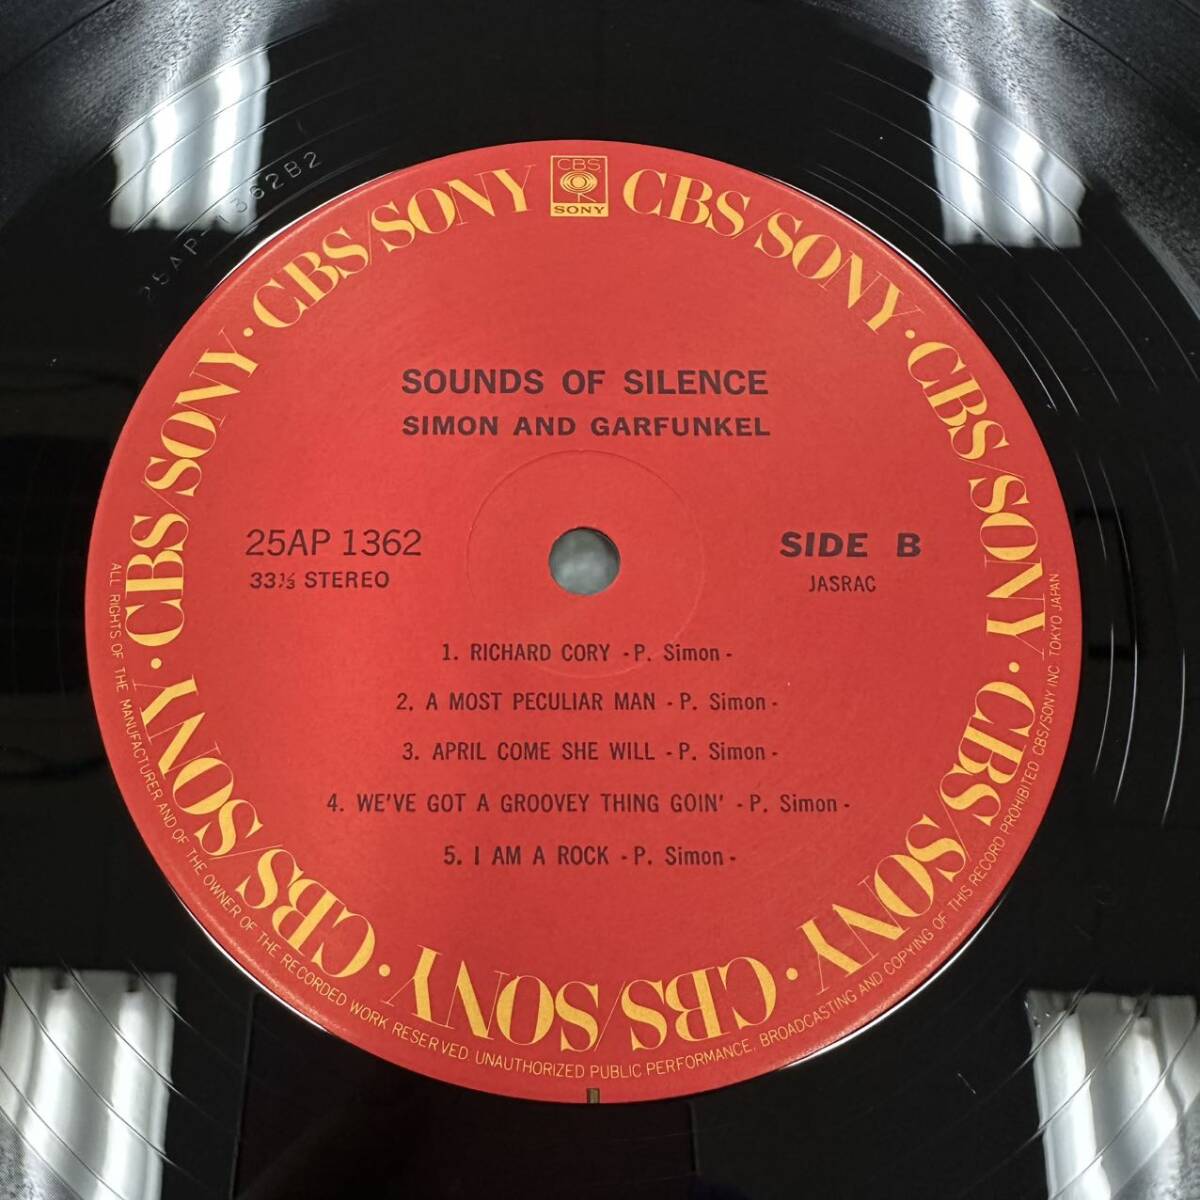 CBS
SONY
CBS/SONY · CBS/SONY · CBS/SONY · CBS/SONY · CBS/SONY · CBS/SONY · CBS/SONY · CBS/SONY
25AP-1362B2
SOUNDS OF SILENCE
SIMON AND GARFUNKEL
25AP 1362
33⅓ STEREO
SIDE B
JASRAC
1. RICHARD CORY - P. Simon -
2. A MOST PECULIAR MAN - P. Simon -
3. APRIL COME SHE WILL - P. Simon -
4. WE'VE GOT A GROOVEY THING GOIN' - P. Simon -
5. I AM A ROCK - P. Simon -
ALL RIGHTS OF THE MANUFACTURER AND OF THE OWNER OF THE RECORDED WORK RESERVED UNAUTHORIZED PUBLIC PERFORMANCE, BROADCASTING AND COPYING OF THIS RECORD PROHIBITED CBS/SONY INC. TOKYO JAPAN